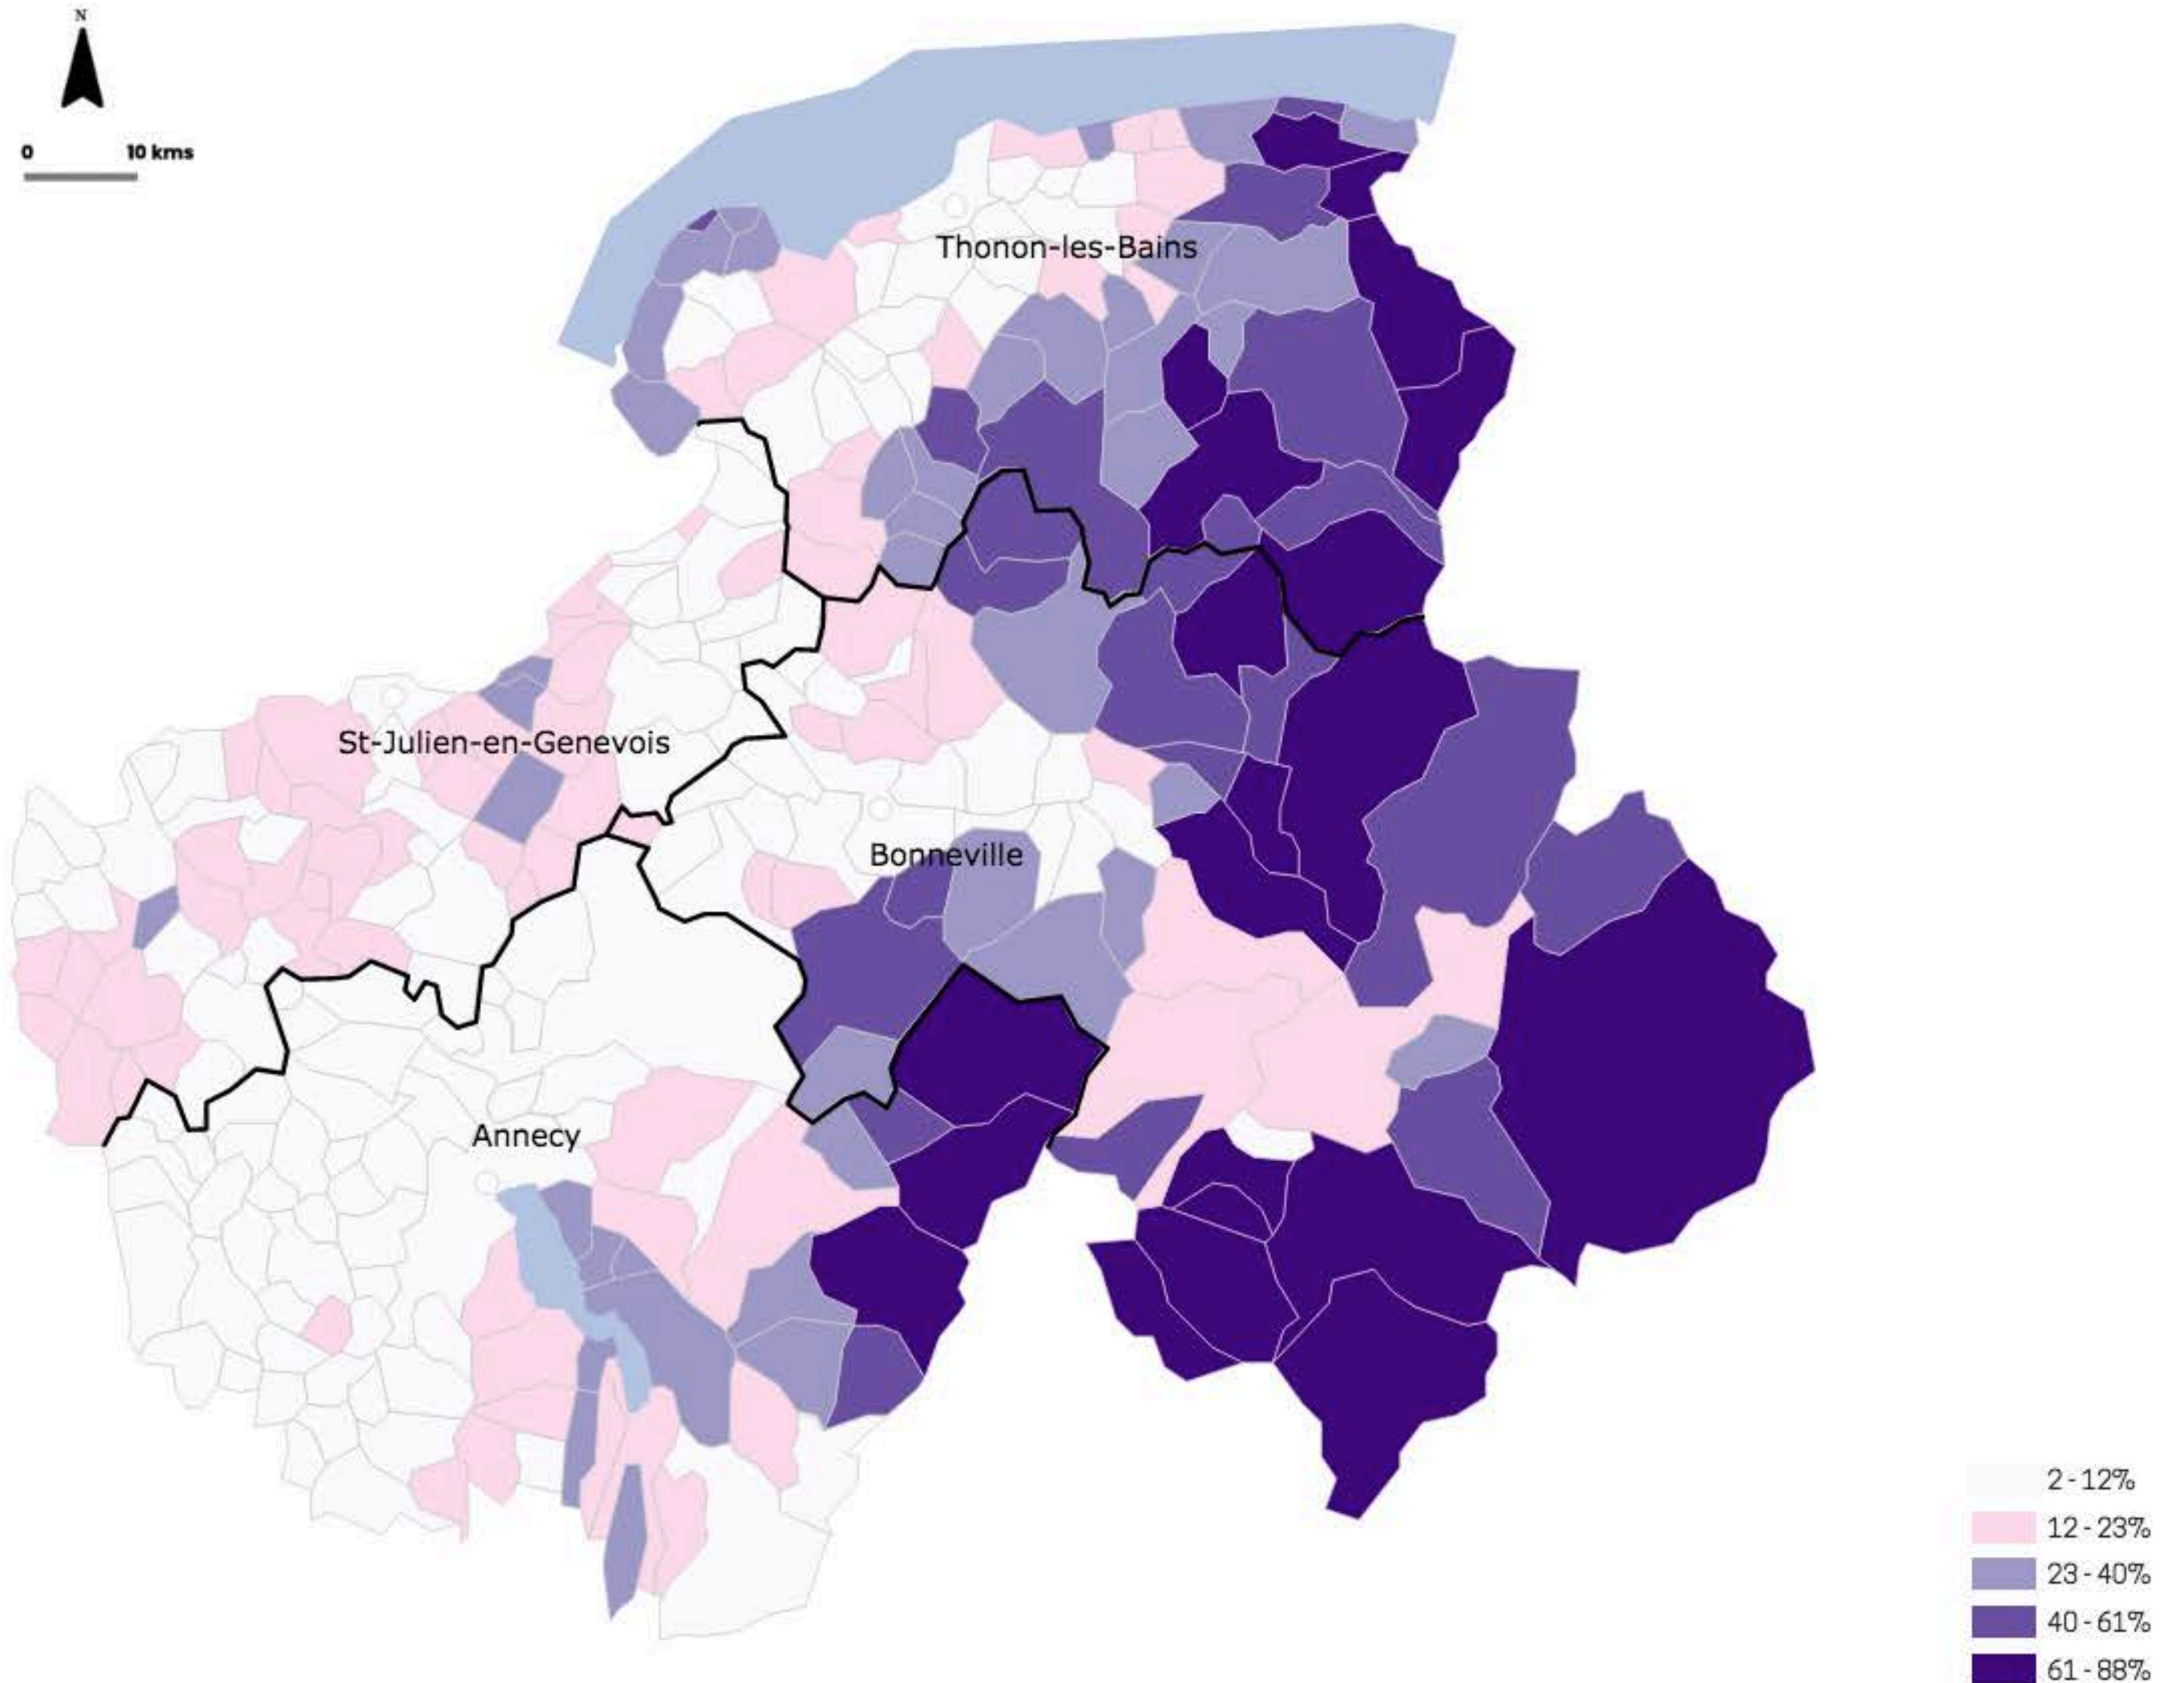 N
0 10 kms
Thonon-les-Bains
St-Julien-en-Genevois
Bonneville
Annecy
2 - 12%
12 - 23%
23 - 40%
40 - 61%
61 - 88%